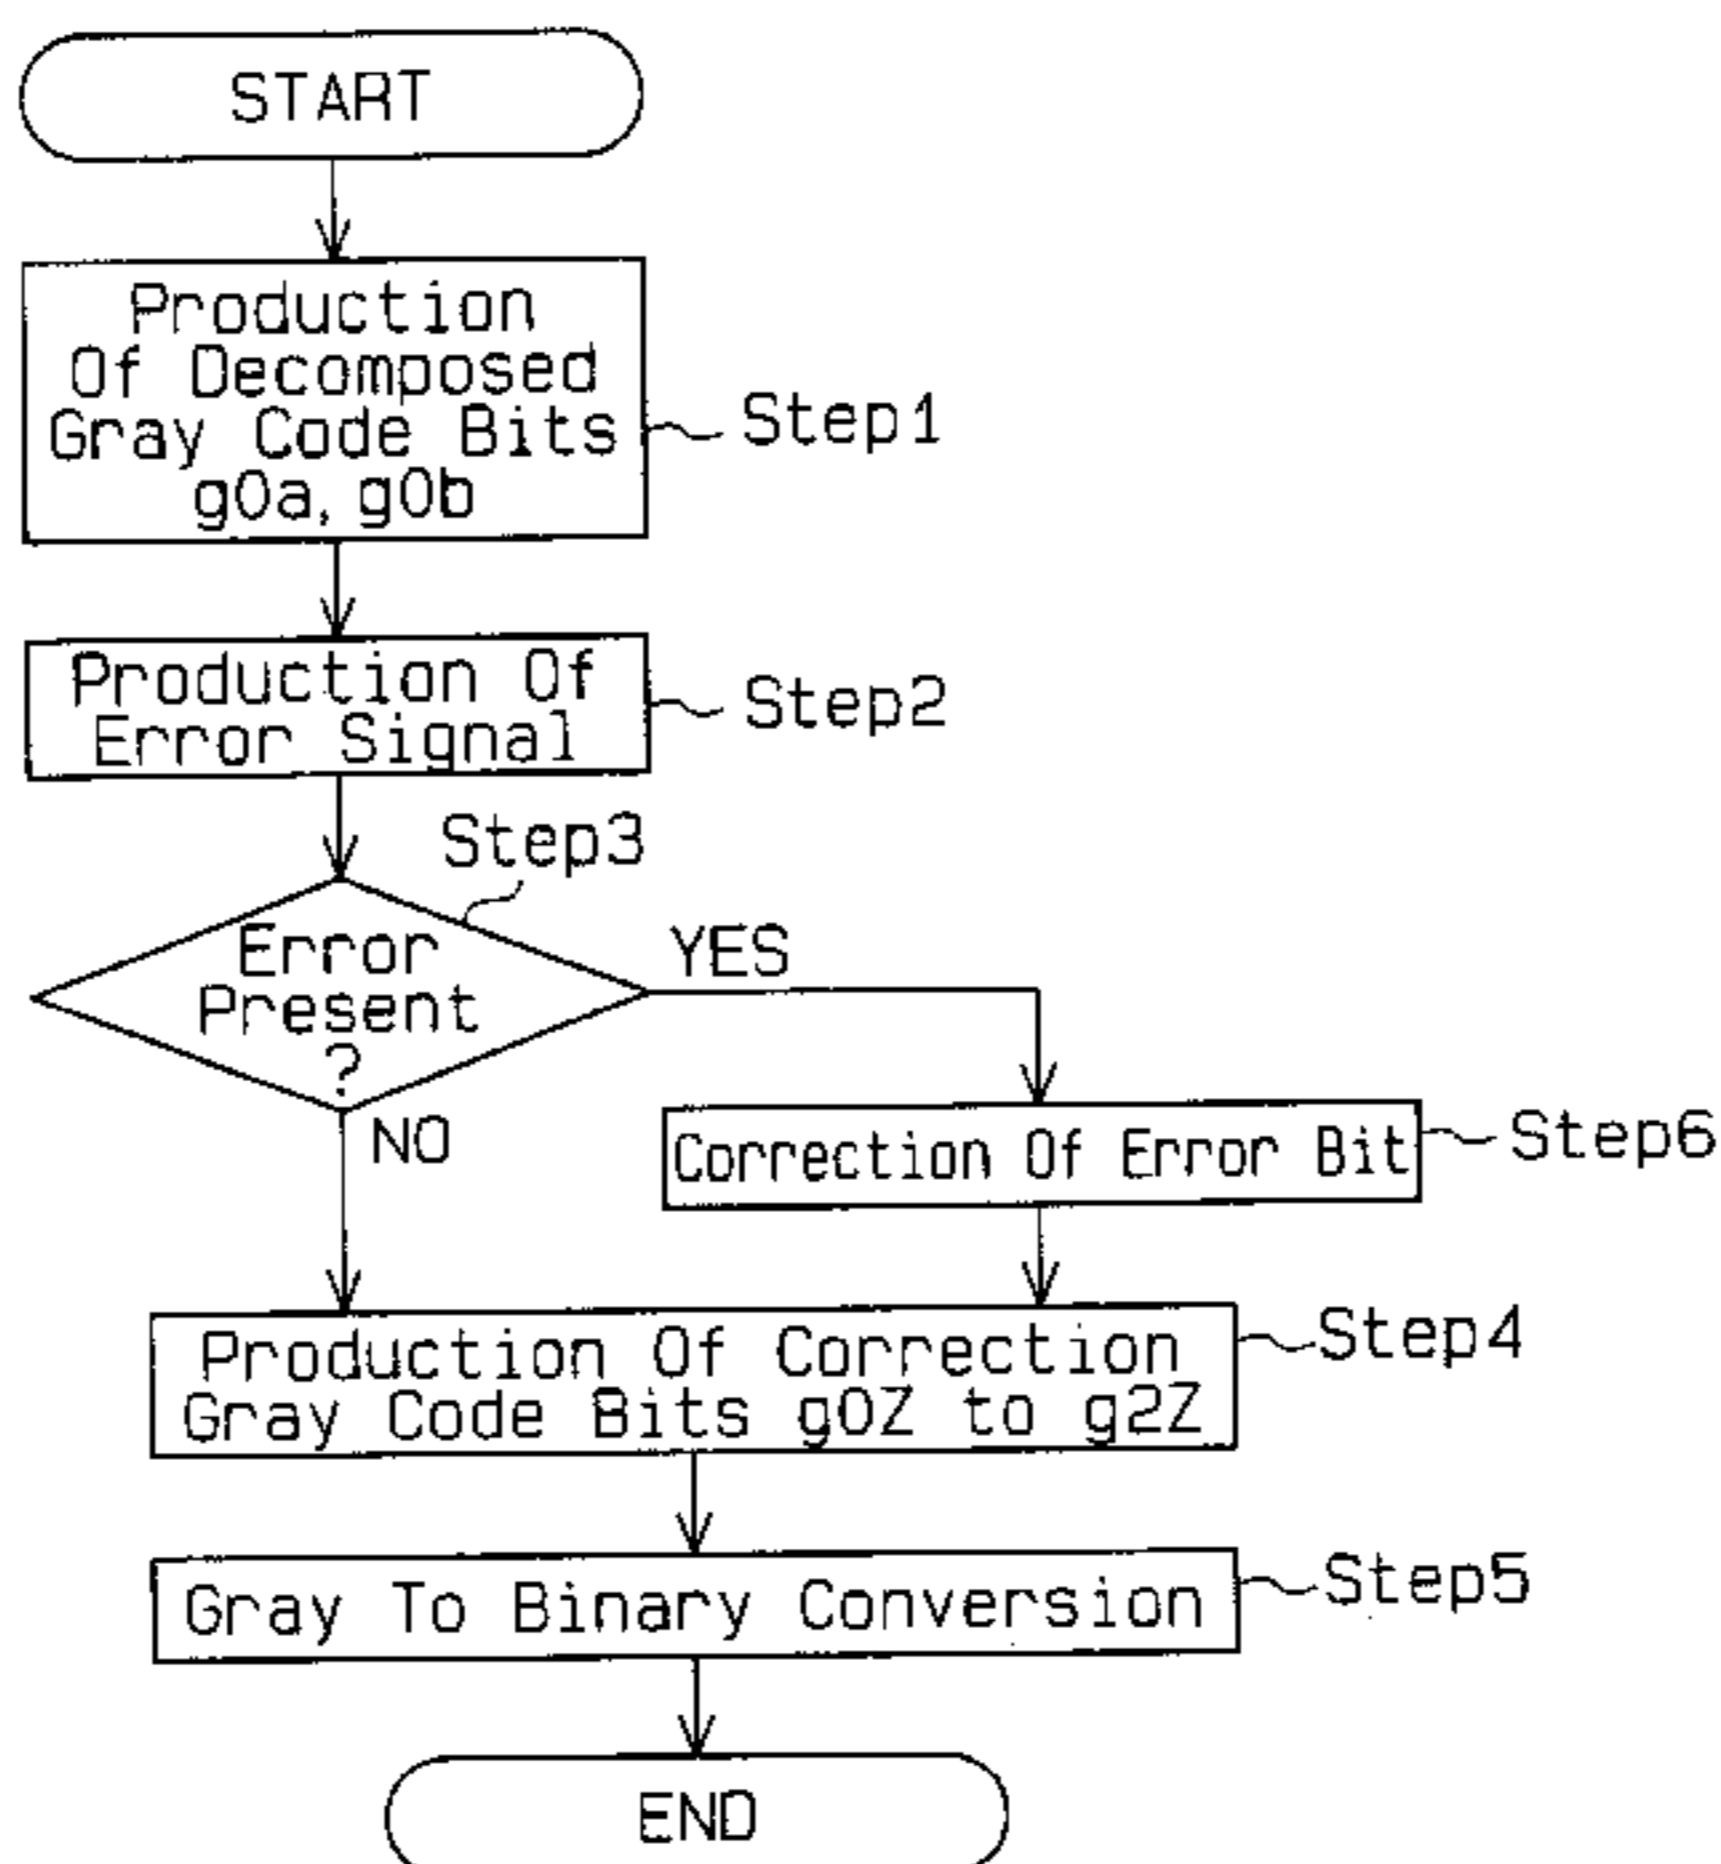 START
Production
Of Decomposed
Gray Code Bits
g0a, g0b
Step1
Production Of
Error Signal
Step2
Step3
Error
Present
?
YES
NO
Correction Of Error Bit
Step6
Production Of Correction
Gray Code Bits g0Z to g2Z
Step4
Gray To Binary Conversion
Step5
END